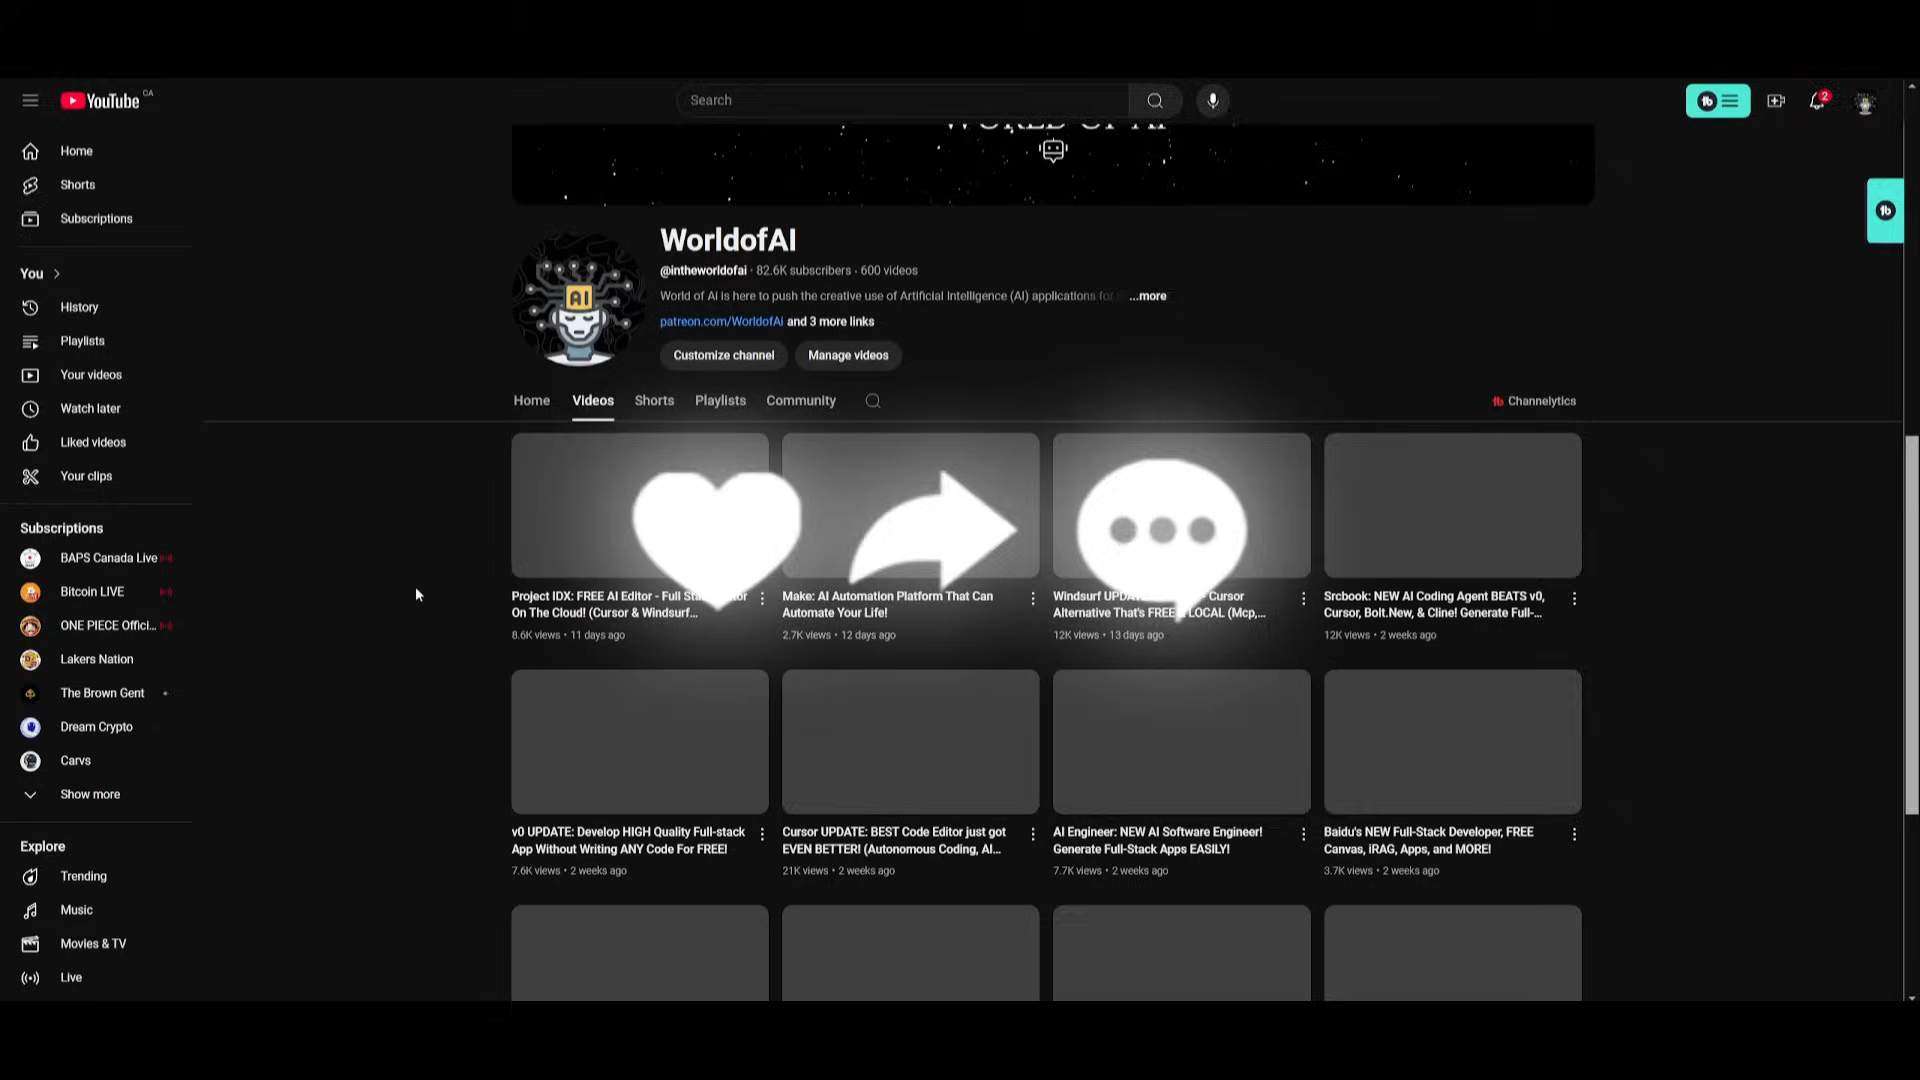 YouTube CA
Search
2
Home
Shorts
Subscriptions
You
History
Playlists
Your videos
Watch later
Liked videos
Your clips
Subscriptions
BAPS Canada Live
Bitcoin LIVE
ONE PIECE Offici...
Lakers Nation
The Brown Gent
Dream Crypto
Carvs
Show more
Explore
Trending
Music
Movies & TV
Live
WORLD OF AI
AI
WorldofAI
@intheworldofai · 82.6K subscribers · 600 videos
World of AI is here to push the creative use of Artificial Intelligence (AI) applications for ...more
patreon.com/WorldofAi and 3 more links
Customize channel
Manage videos
Home
Videos
Shorts
Playlists
Community
Channelytics
Project IDX: FREE AI Editor - Full
On The Cloud! (Cursor & Windsurf...
8.6K views • 11 days ago
Make: AI Automation Platform That Can
Automate Your Life!
2.7K views • 12 days ago
Windsurf Cursor
Alternative That's FREE LOCAL (Mcp,...
12K views • 13 days ago
Srcbook: NEW AI Coding Agent BEATS v0,
Cursor, Bolt.New, & Cline! Generate Full-...
12K views • 2 weeks ago
v0 UPDATE: Develop HIGH Quality Full-stack
App Without Writing ANY Code For FREE!
7.6K views • 2 weeks ago
Cursor UPDATE: BEST Code Editor just got
EVEN BETTER! (Autonomous Coding, AI...
21K views • 2 weeks ago
AI Engineer: NEW AI Software Engineer!
Generate Full-Stack Apps EASILY!
7.7K views • 2 weeks ago
Baidu's NEW Full-Stack Developer, FREE
Canvas, iRAG, Apps, and MORE!
3.7K views • 2 weeks ago